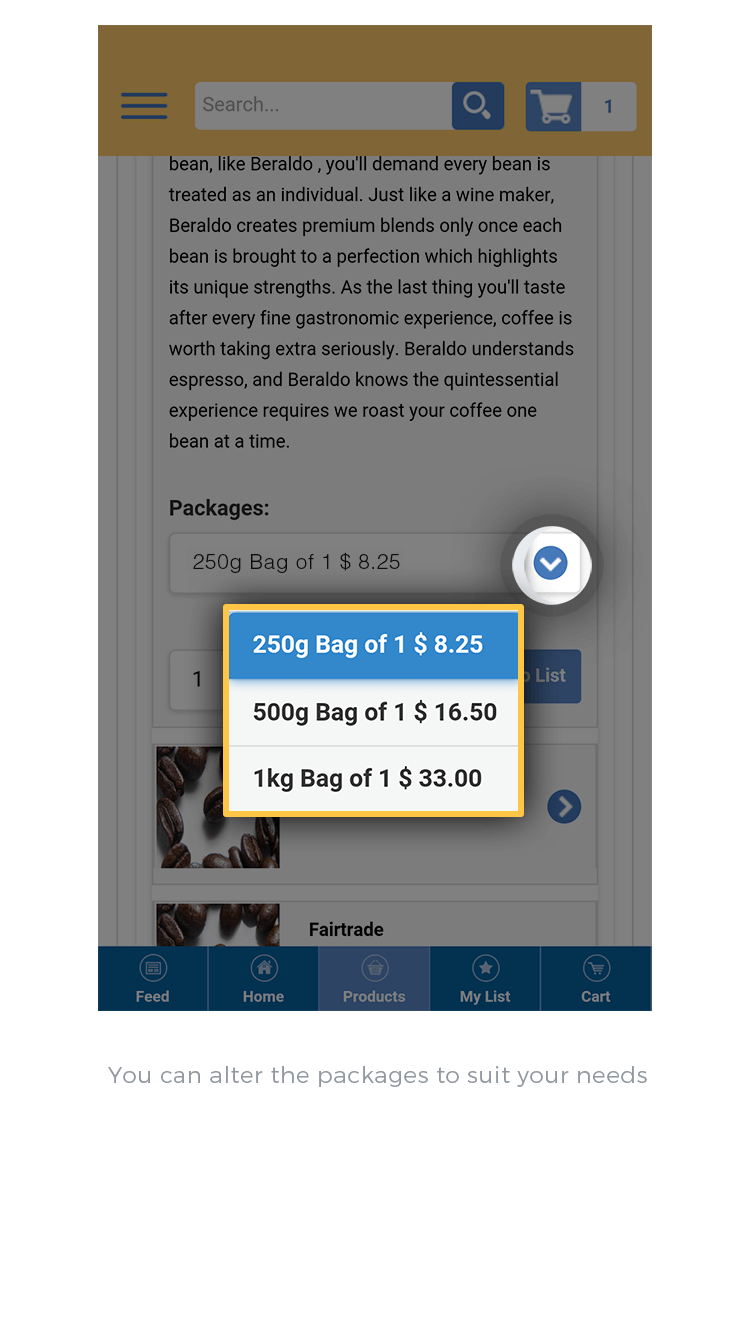 Search...
1
bean, like Beraldo , you'll demand every bean is
treated as an individual. Just like a wine maker,
Beraldo creates premium blends only once each
bean is brought to a perfection which highlights
its unique strengths. As the last thing you'll taste
after every fine gastronomic experience, coffee is
worth taking extra seriously. Beraldo understands
espresso, and Beraldo knows the quintessential
experience requires we roast your coffee one
bean at a time.
Packages:
250g Bag of 1 $ 8.25
250g Bag of 1 $ 8.25
1
List
500g Bag of 1 $ 16.50
1kg Bag of 1 $ 33.00
Fairtrade
Feed
Home
Products
My List
Cart
You can alter the packages to suit your needs